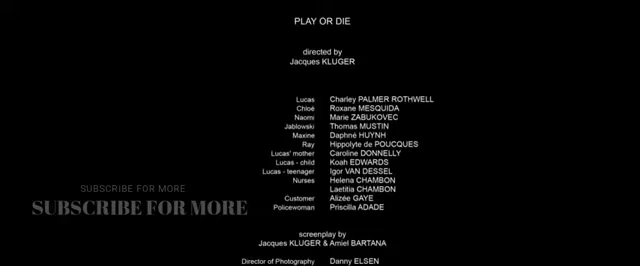 PLAY OR DIE
directed by
Jacques KLUGER
Lucas Charley PALMER ROTHWELL
Chloé Roxane MESQUIDA
Naomi Marie ZABUKOVEC
Jablowski Thomas MUSTIN
Maxine Daphné HUYNH
Ray Hippolyte de POUCQUES
Lucas' mother Caroline DONNELLY
Lucas - child Koah EDWARDS
Lucas - teenager Igor VAN DESSEL
Nurses Helena CHAMBON
Laetitia CHAMBON
Customer Alizée GAYE
Policewoman Priscilla ADADE
SUBSCRIBE FOR MORE
SUBSCRIBE FOR MORE
screenplay by
Jacques KLUGER & Amiel BARTANA
Director of Photography Danny ELSEN